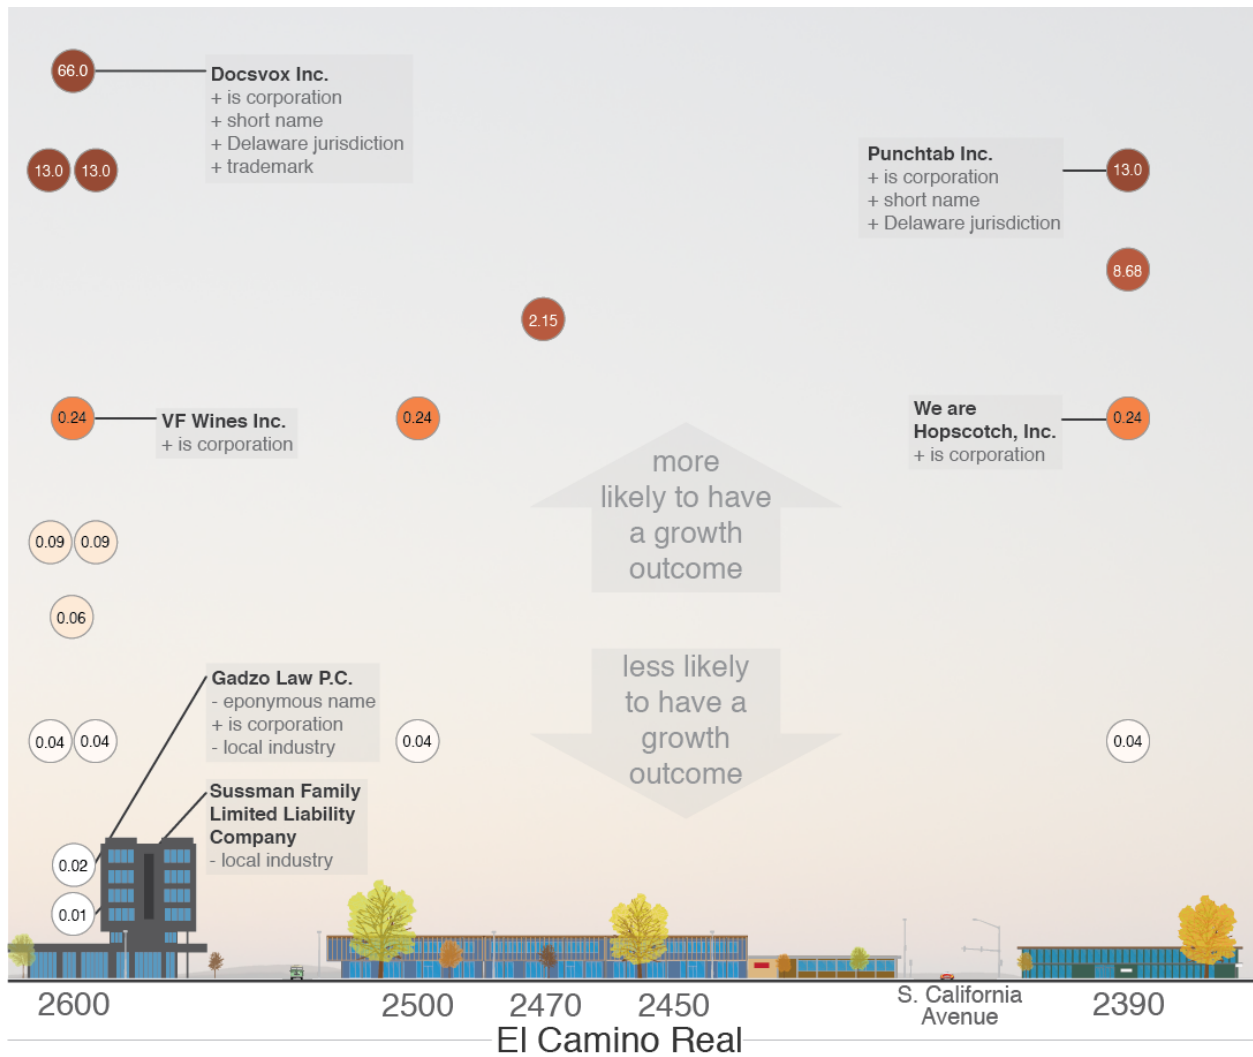 66.0
Docsvox Inc.
+ is corporation
+ short name
+ Delaware jurisdiction
+ trademark
13.0 13.0
Punchtab Inc.
+ is corporation
+ short name
+ Delaware jurisdiction
13.0
8.68
2.15
0.24
VF Wines Inc.
+ is corporation
0.24
We are
Hopscotch, Inc.
+ is corporation
0.24
more
likely to have
a growth
outcome
0.09 0.09
0.06
less likely
to have a
growth
outcome
Gadzo Law P.C.
- eponymous name
+ is corporation
- local industry
0.04 0.04
0.04
0.04
Sussman Family
Limited Liability
Company
- local industry
0.02
0.01
2600
2500
2470
2450
S. California
Avenue
2390
El Camino Real